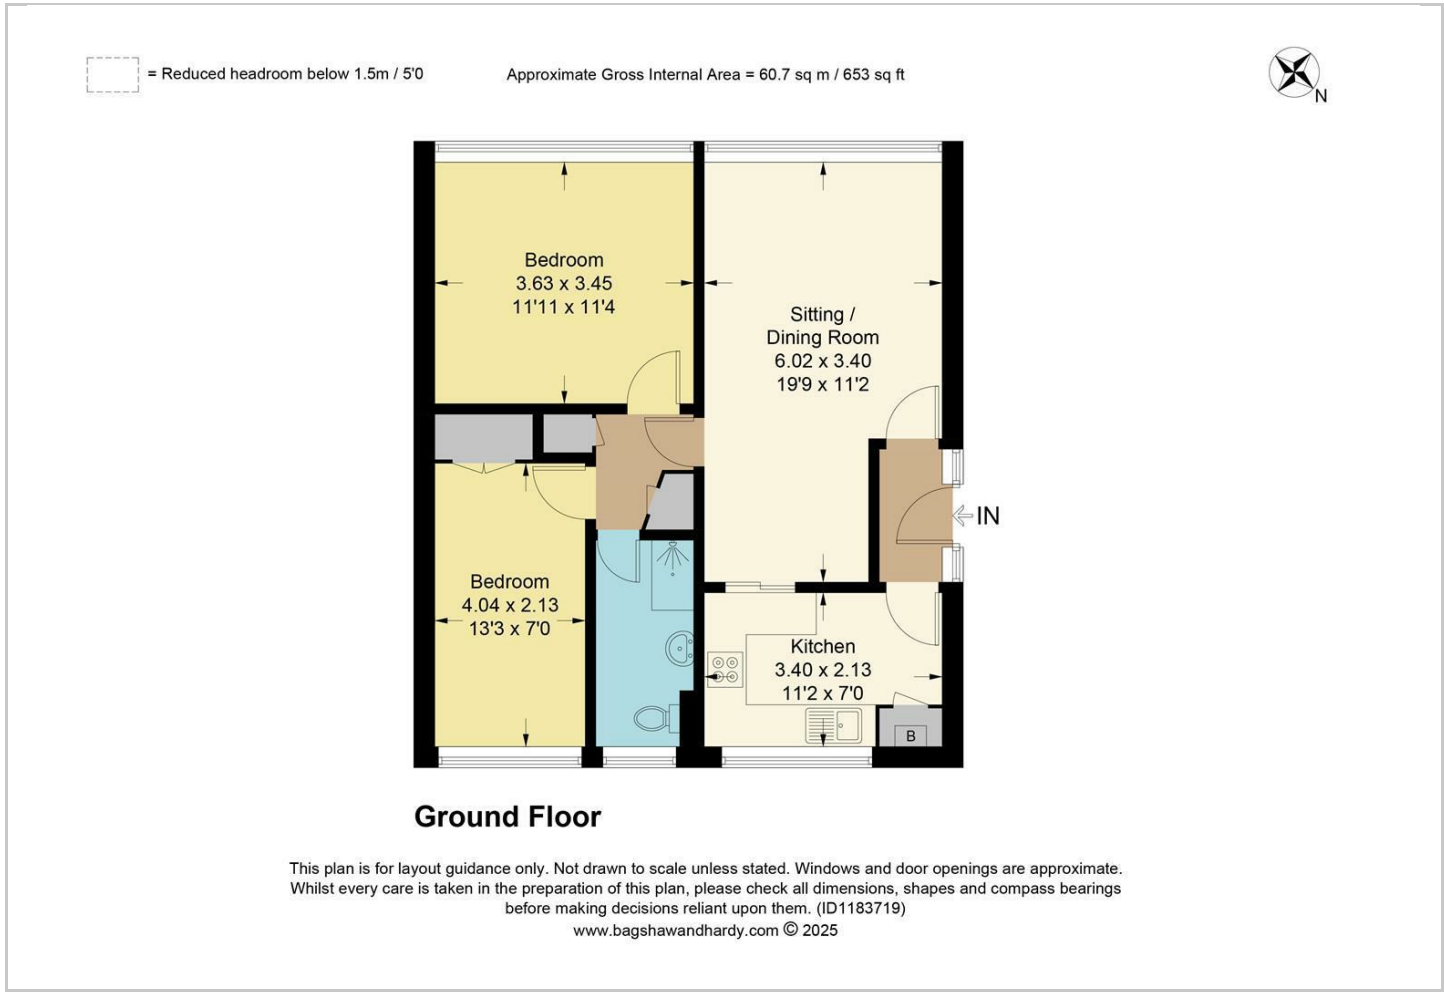 = Reduced headroom below 1.5m / 5'0
Approximate Gross Internal Area = 60.7 sq m / 653 sq ft
N
Bedroom
3.63 x 3.45
11'11 x 11'4
Sitting /
Dining Room
6.02 x 3.40
19'9 x 11'2
IN
Bedroom
4.04 x 2.13
13'3 x 7'0
Kitchen
3.40 x 2.13
11'2 x 7'0
B
Ground Floor
This plan is for layout guidance only. Not drawn to scale unless stated. Windows and door openings are approximate.
Whilst every care is taken in the preparation of this plan, please check all dimensions, shapes and compass bearings
before making decisions reliant upon them. (ID1183719)
www.bagshawandhardy.com © 2025